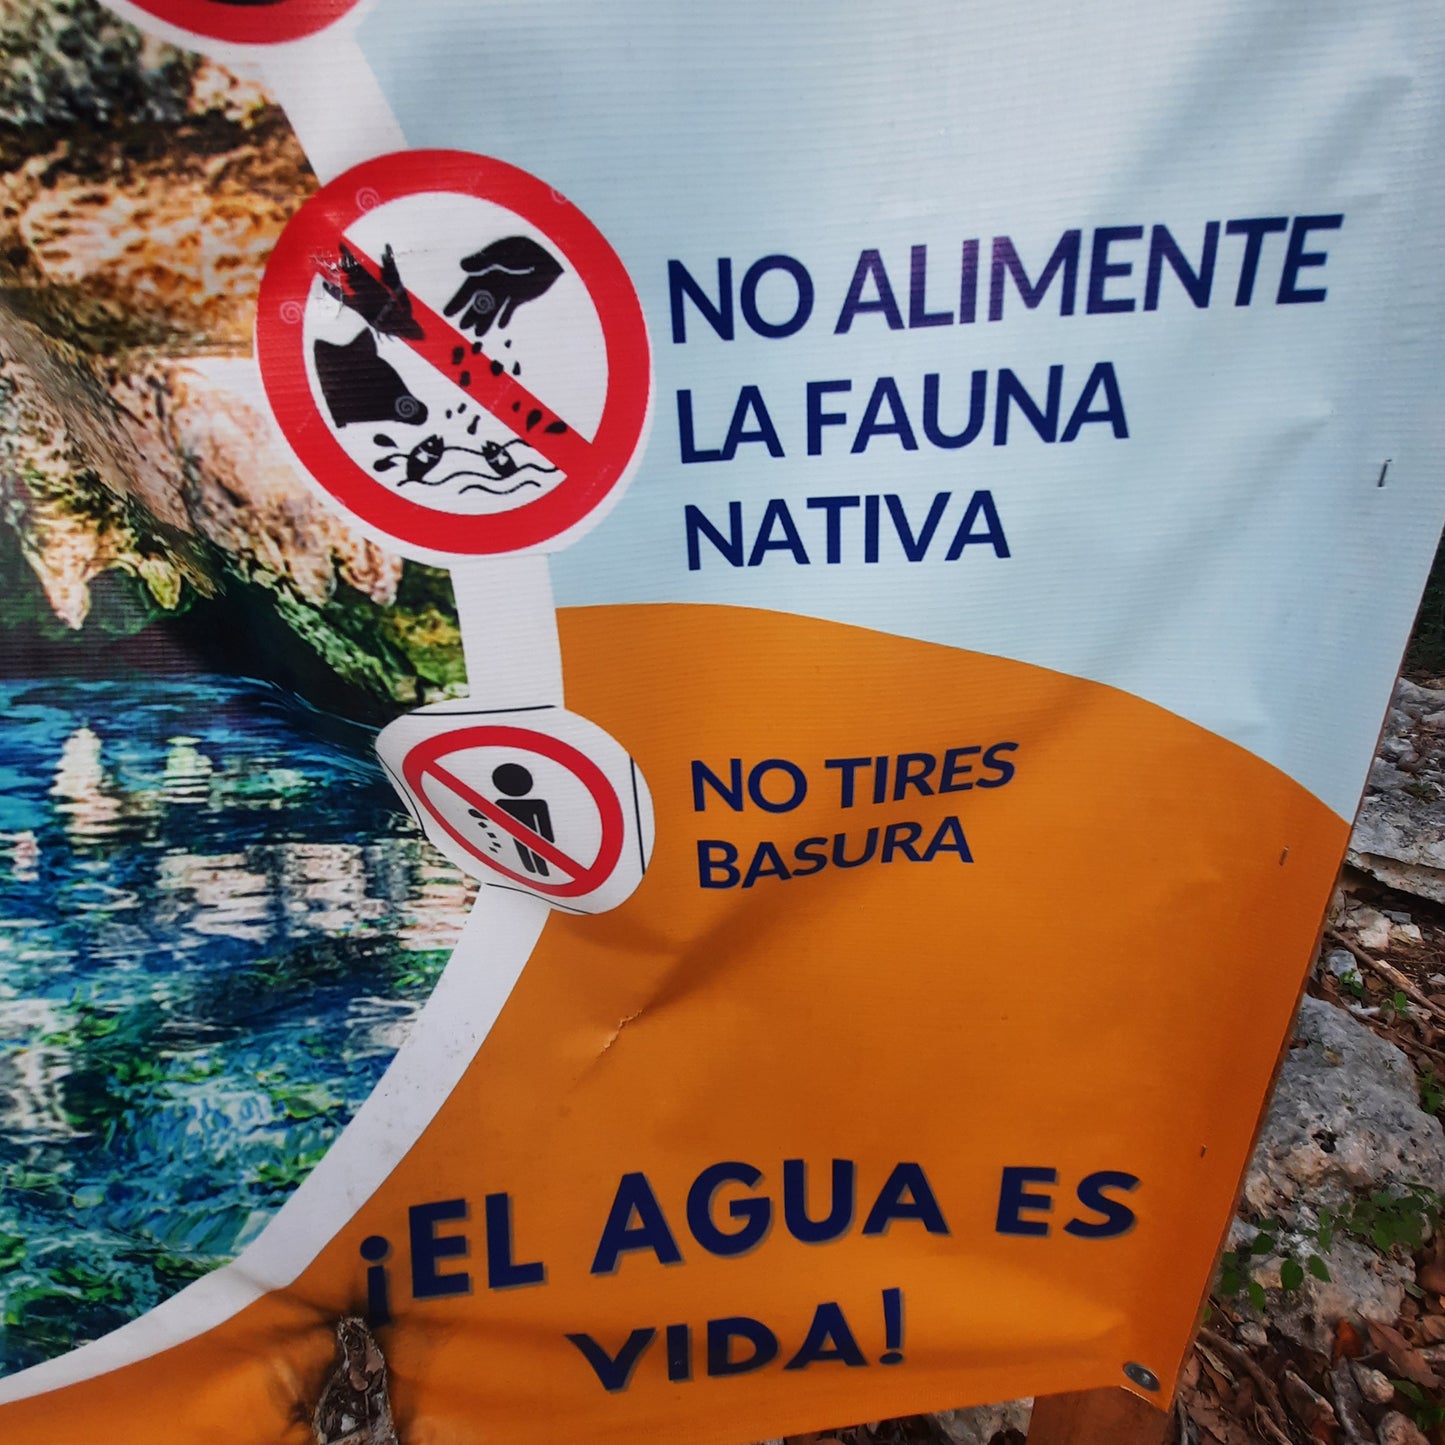 NO ALIMENTE
LA FAUNA
NATIVA
NO TIRES
BASURA
¡EL AGUA ES
VIDA!